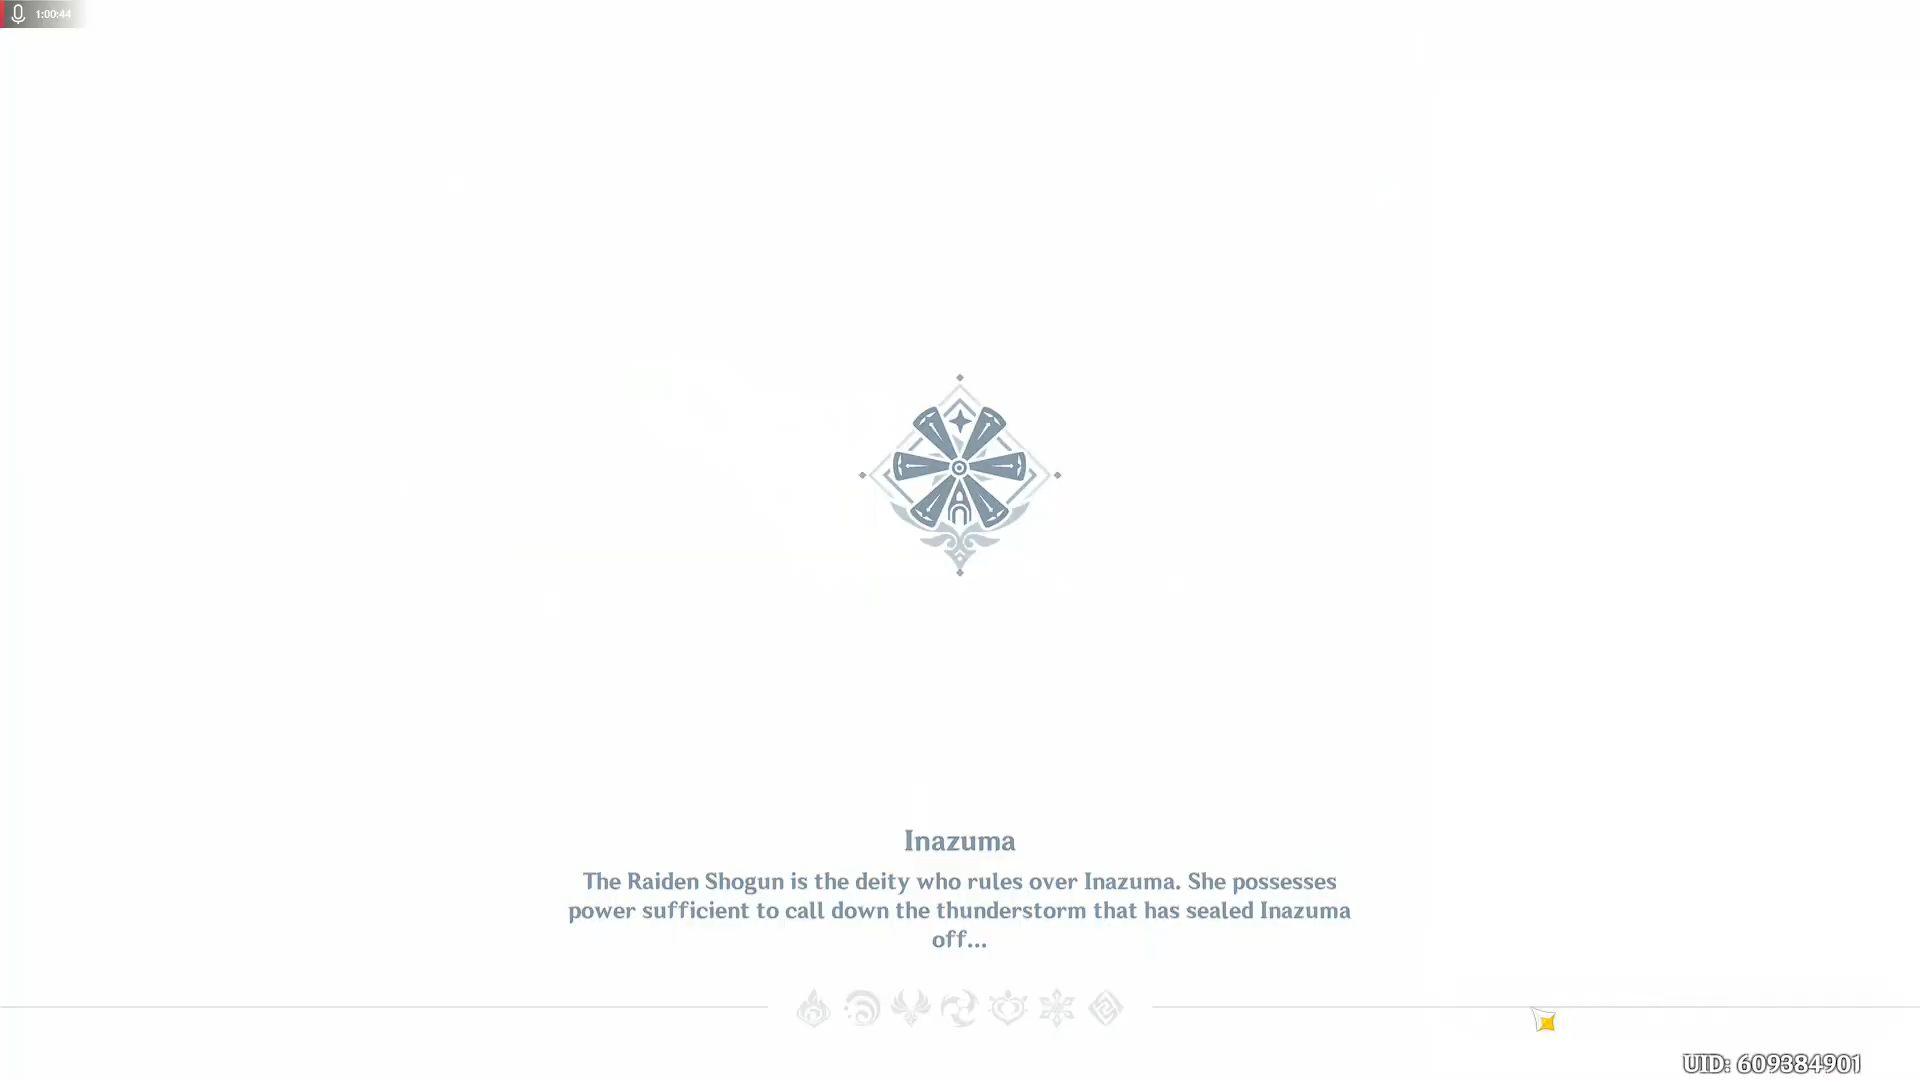 1:00:44
Inazuma
The Raiden Shogun is the deity who rules over Inazuma. She possesses
power sufficient to call down the thunderstorm that has sealed Inazuma
off...
UID: 609384901